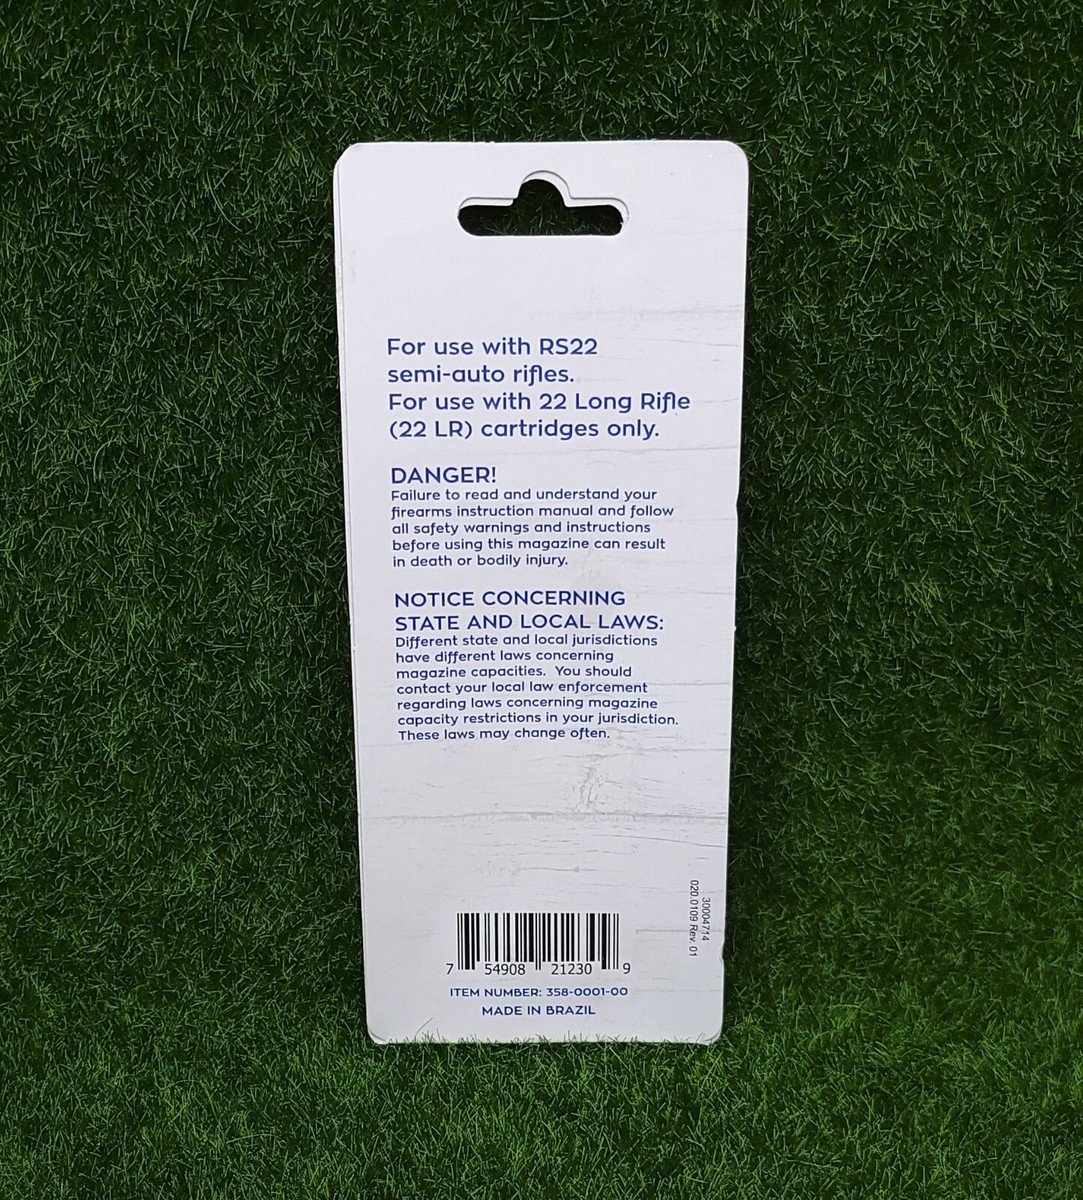 For use with RS22
semi-auto rifles.
For use with 22 Long Rifle
(22 LR) cartridges only.
DANGER!
Failure to read and understand your
firearms instruction manual and follow
all safety warnings and instructions
before using this magazine can result
in death or bodily injury.
NOTICE CONCERNING
STATE AND LOCAL LAWS:
Different state and local jurisdictions
have different laws concerning
magazine capacities. You should
contact your local law enforcement
regarding laws concerning magazine
capacity restrictions in your jurisdiction.
These laws may change often.
30004714
020.0109 Rev. 01
7 54908 21230 9
ITEM NUMBER: 358-0001-00
MADE IN BRAZIL